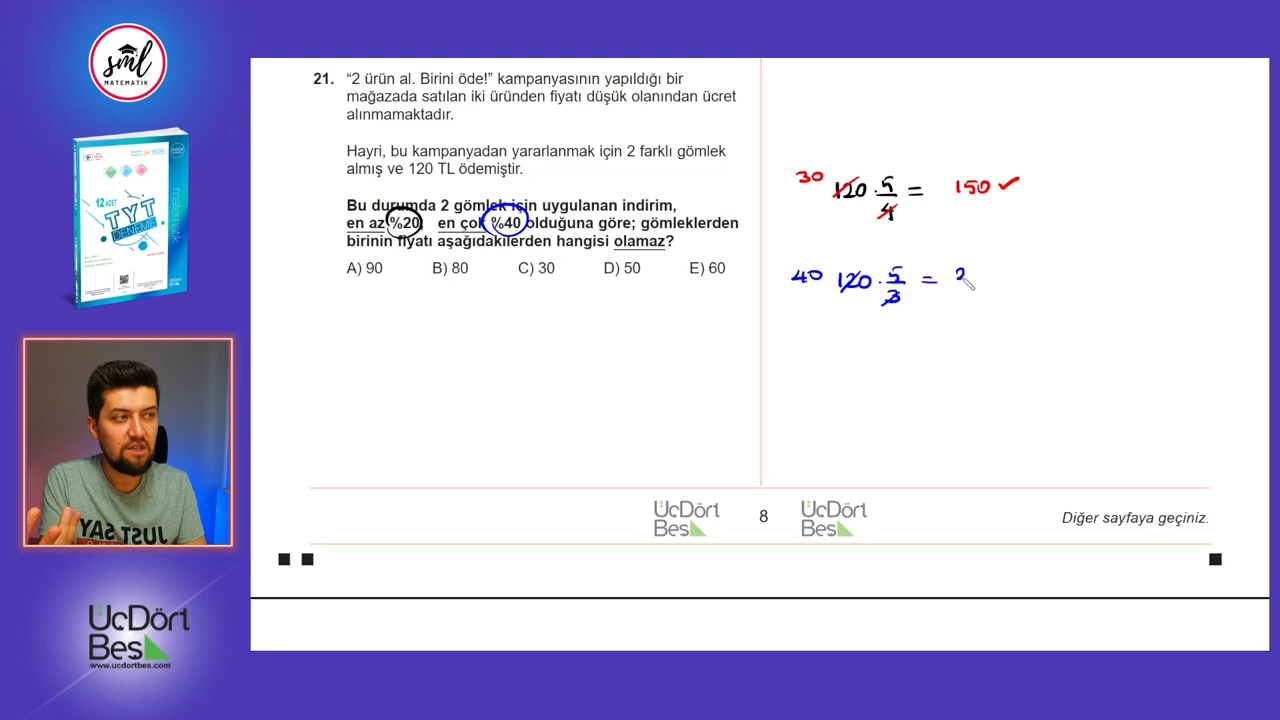 sml
MATEMATİK
12 ADET
TYT
DENEME
matematik
21. "2 ürün al. Birini öde!" kampanyasının yapıldığı bir
mağazada satılan iki üründen fiyatı düşük olanından ücret
alınmamaktadır.
Hayri, bu kampanyadan yararlanmak için 2 farklı gömlek
almış ve 120 TL ödemiştir.
Bu durumda 2 gömlek için uygulanan indirim,
en az %20, en çok %40 olduğuna göre; gömleklerden
birinin fiyatı aşağıdakilerden hangisi olamaz?
A) 90 B) 80 C) 30 D) 50 E) 60
30 120 · 5/4 = 150 ✓
40 120 · 5/3 = 2
ÜçDört
Beş
8
ÜçDört
Beş
Diğer sayfaya geçiniz.
JUST SAY
ÜçDört
Beş
www.ucdortbes.com